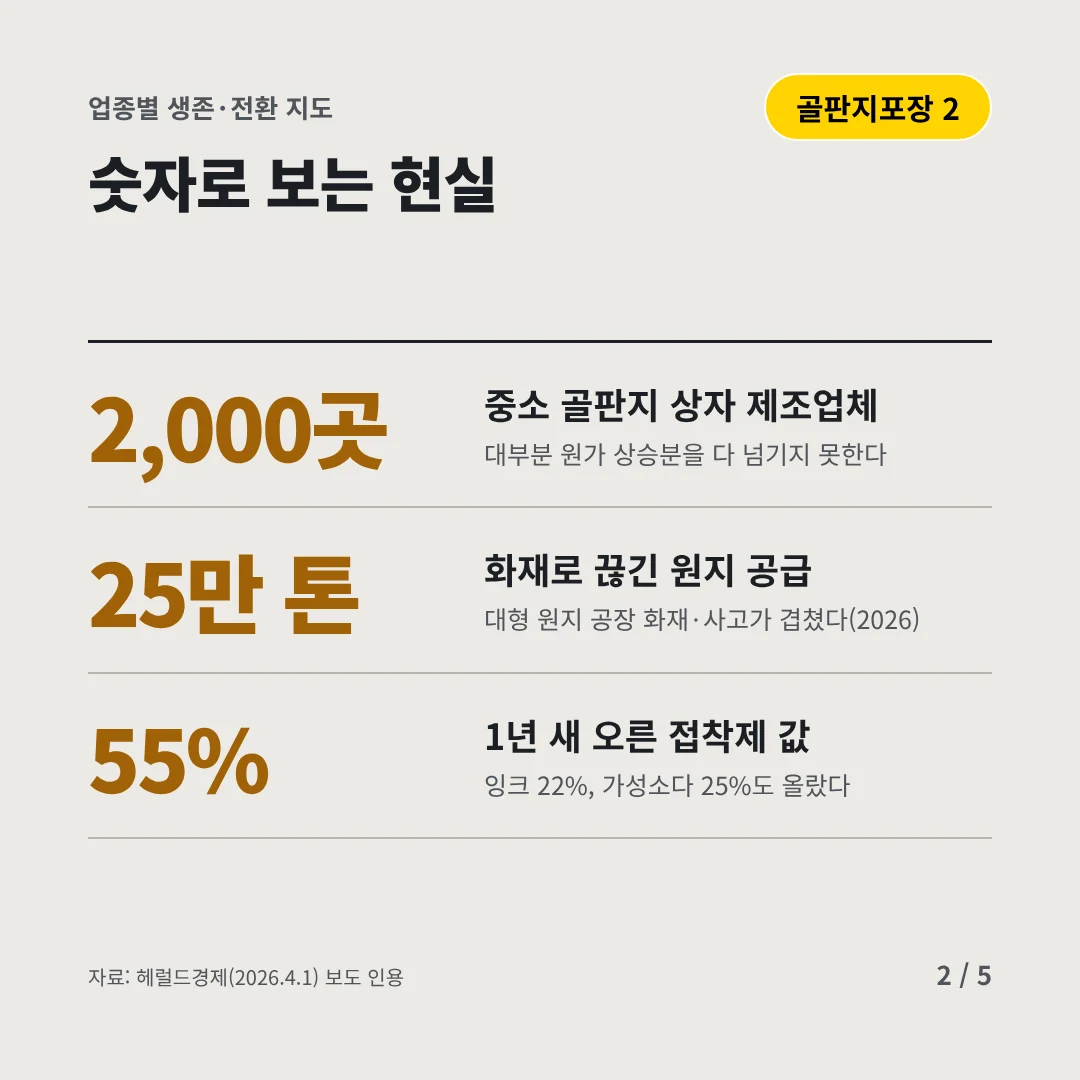 업종별 생존·전환 지도
골판지포장 2
숫자로 보는 현실
2,000곳
중소 골판지 상자 제조업체
대부분 원가 상승분을 다 넘기지 못한다
25만 톤
화재로 끊긴 원지 공급
대형 원지 공장 화재·사고가 겹쳤다(2026)
55%
1년 새 오른 접착제 값
잉크 22%, 가성소다 25%도 올랐다
자료: 헤럴드경제(2026.4.1) 보도 인용
2 / 5